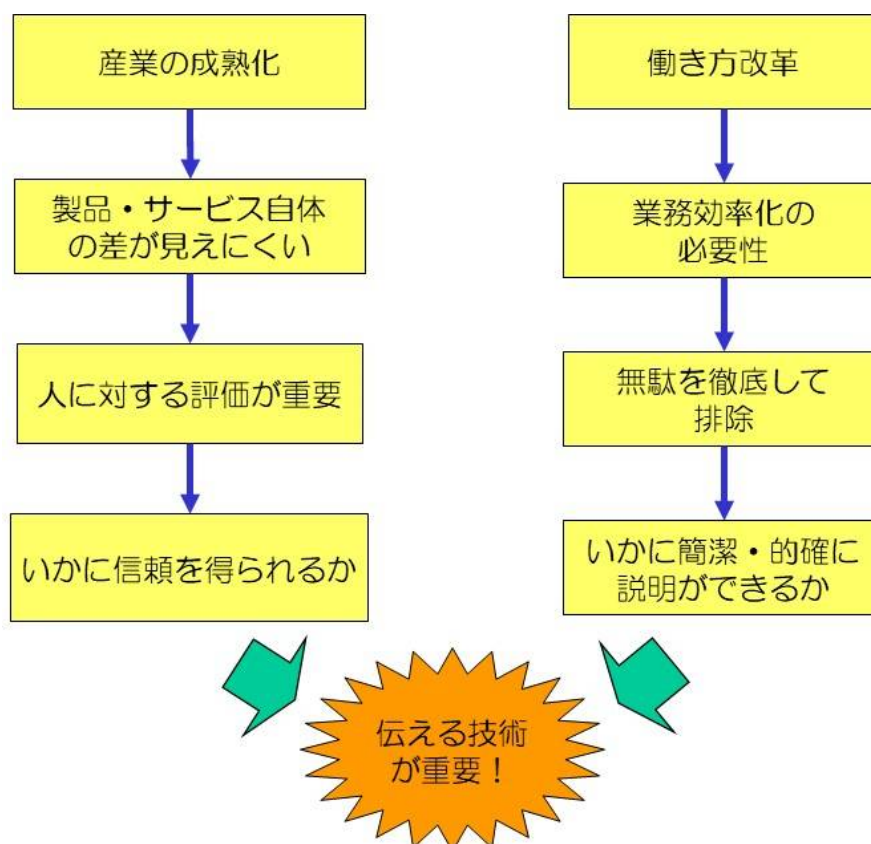 産業の成熟化
製品・サービス自体
の差が見えにくい
人に対する評価が重要
いかに信頼を得られるか
働き方改革
業務効率化の
必要性
無駄を徹底して
排除
いかに簡潔・的確に
説明ができるか
伝える技術
が重要！